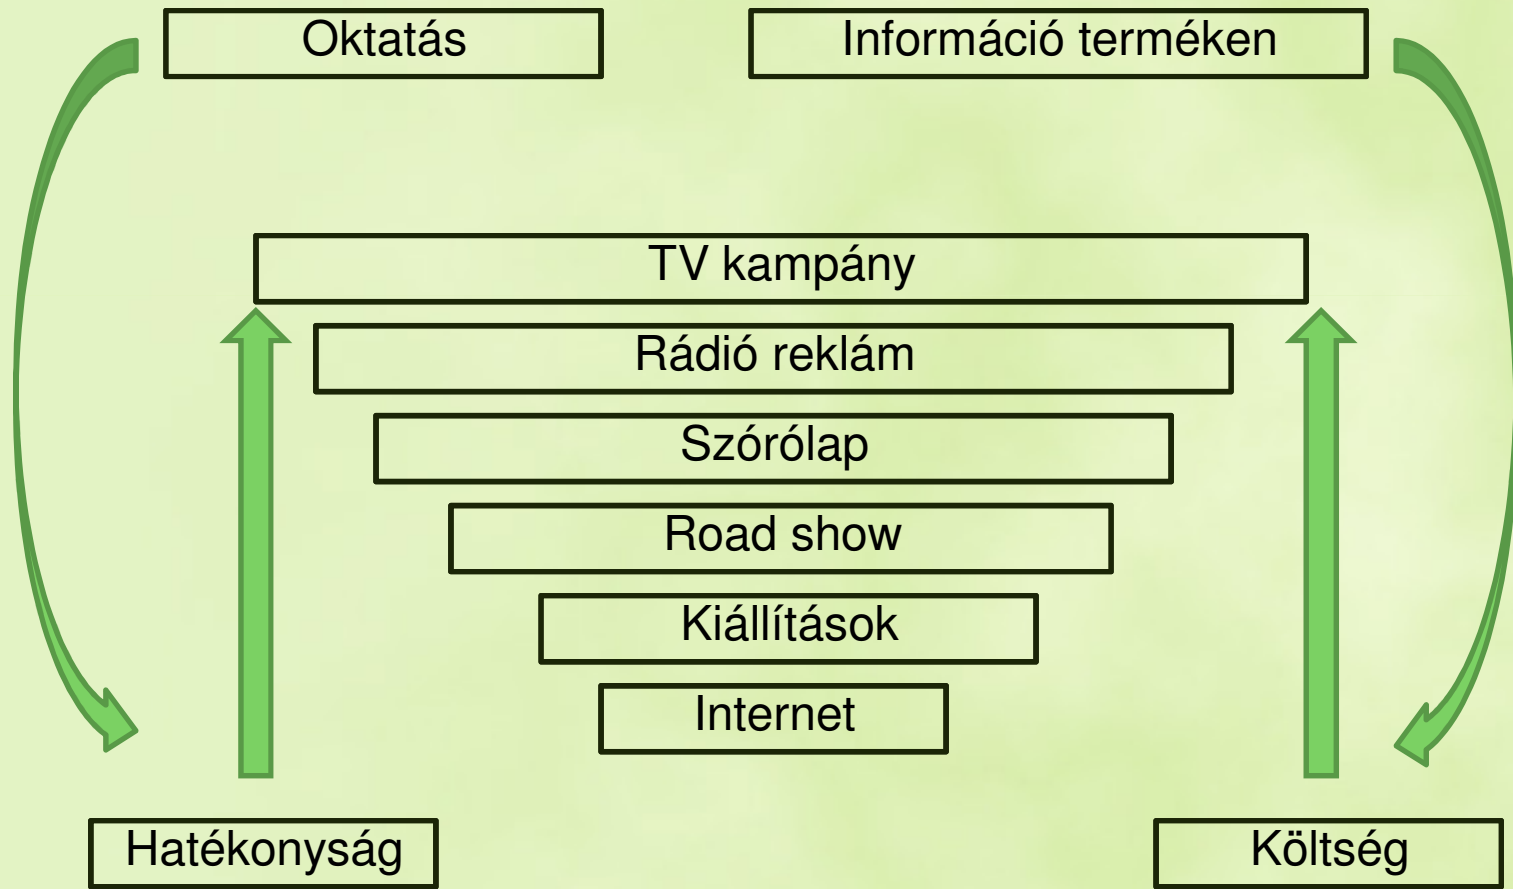 Oktatás
Információ terméken
TV kampány
Rádió reklám
Szórólap
Road show
Kiállítások
Internet
Hatékonyság
Költség